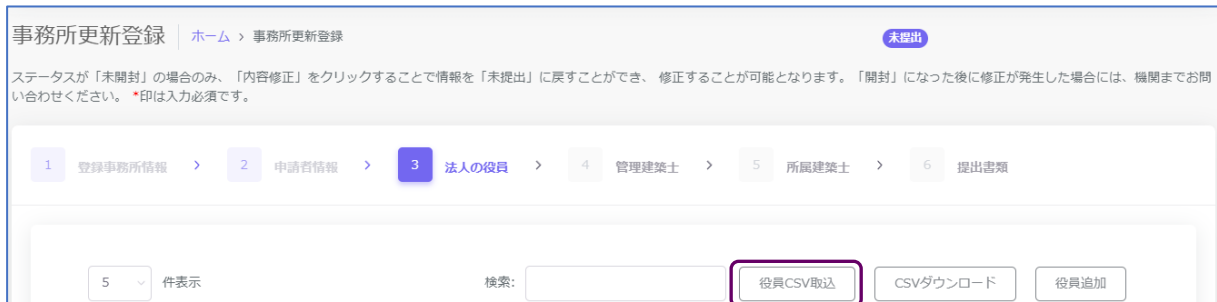 事務所更新登録 ホーム > 事務所更新登録 未提出
ステータスが「未開封」の場合のみ、「内容修正」をクリックすることで情報を「未提出」に戻すことができ、 修正することが可能となります。「開封」になった後に修正が発生した場合には、機関までお問
い合わせください。 *印は入力必須です。
1 登録事務所情報 > 2 申請者情報 > 3 法人の役員 > 4 管理建築士 > 5 所属建築士 > 6 提出書類
5 件表示 検索: 役員CSV取込 CSVダウンロード 役員追加